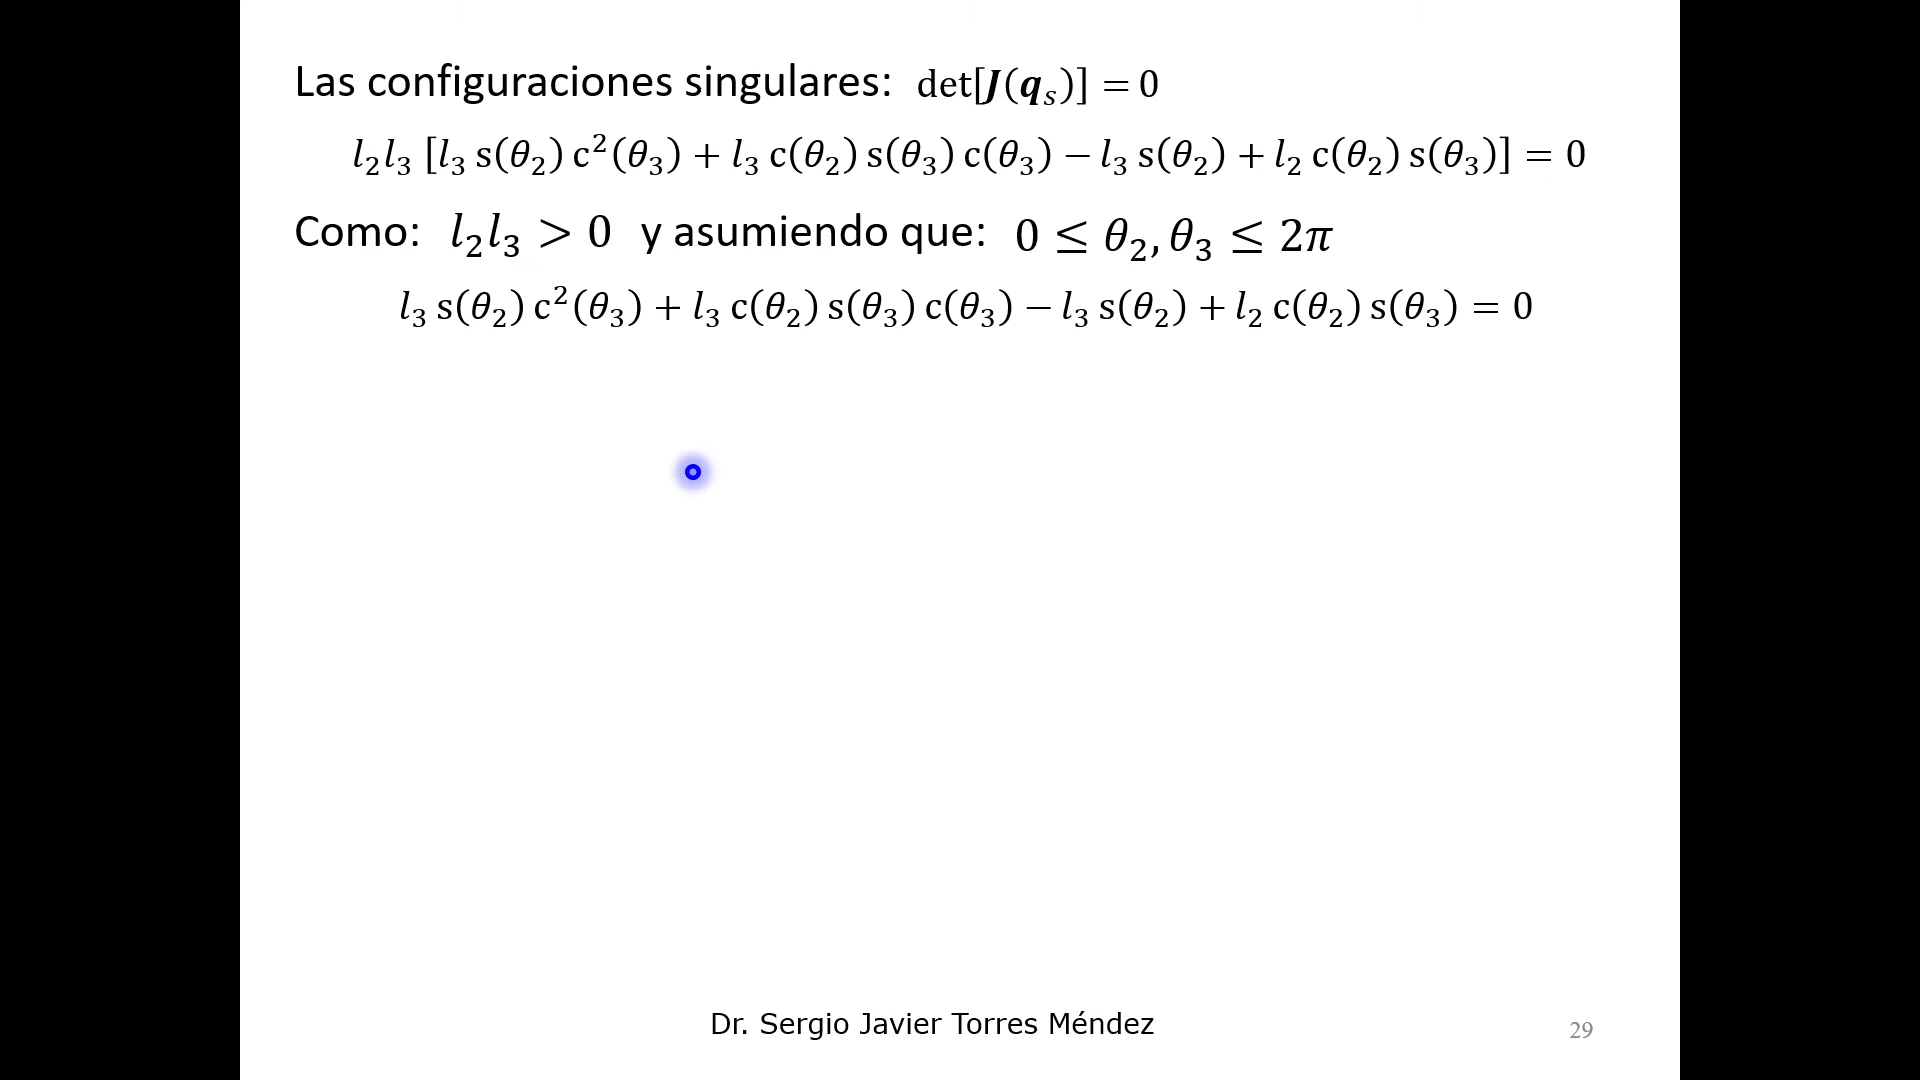 Las configuraciones singulares: det[𝑱(𝒒ₛ)] = 0
𝑙₂𝑙₃ [𝑙₃ s(𝜃₂) c²(𝜃₃) + 𝑙₃ c(𝜃₂) s(𝜃₃) c(𝜃₃) − 𝑙₃ s(𝜃₂) + 𝑙₂ c(𝜃₂) s(𝜃₃)] = 0
Como: 𝑙₂𝑙₃ > 0 y asumiendo que: 0 ≤ 𝜃₂, 𝜃₃ ≤ 2𝜋
𝑙₃ s(𝜃₂) c²(𝜃₃) + 𝑙₃ c(𝜃₂) s(𝜃₃) c(𝜃₃) − 𝑙₃ s(𝜃₂) + 𝑙₂ c(𝜃₂) s(𝜃₃) = 0
Dr. Sergio Javier Torres Méndez
29